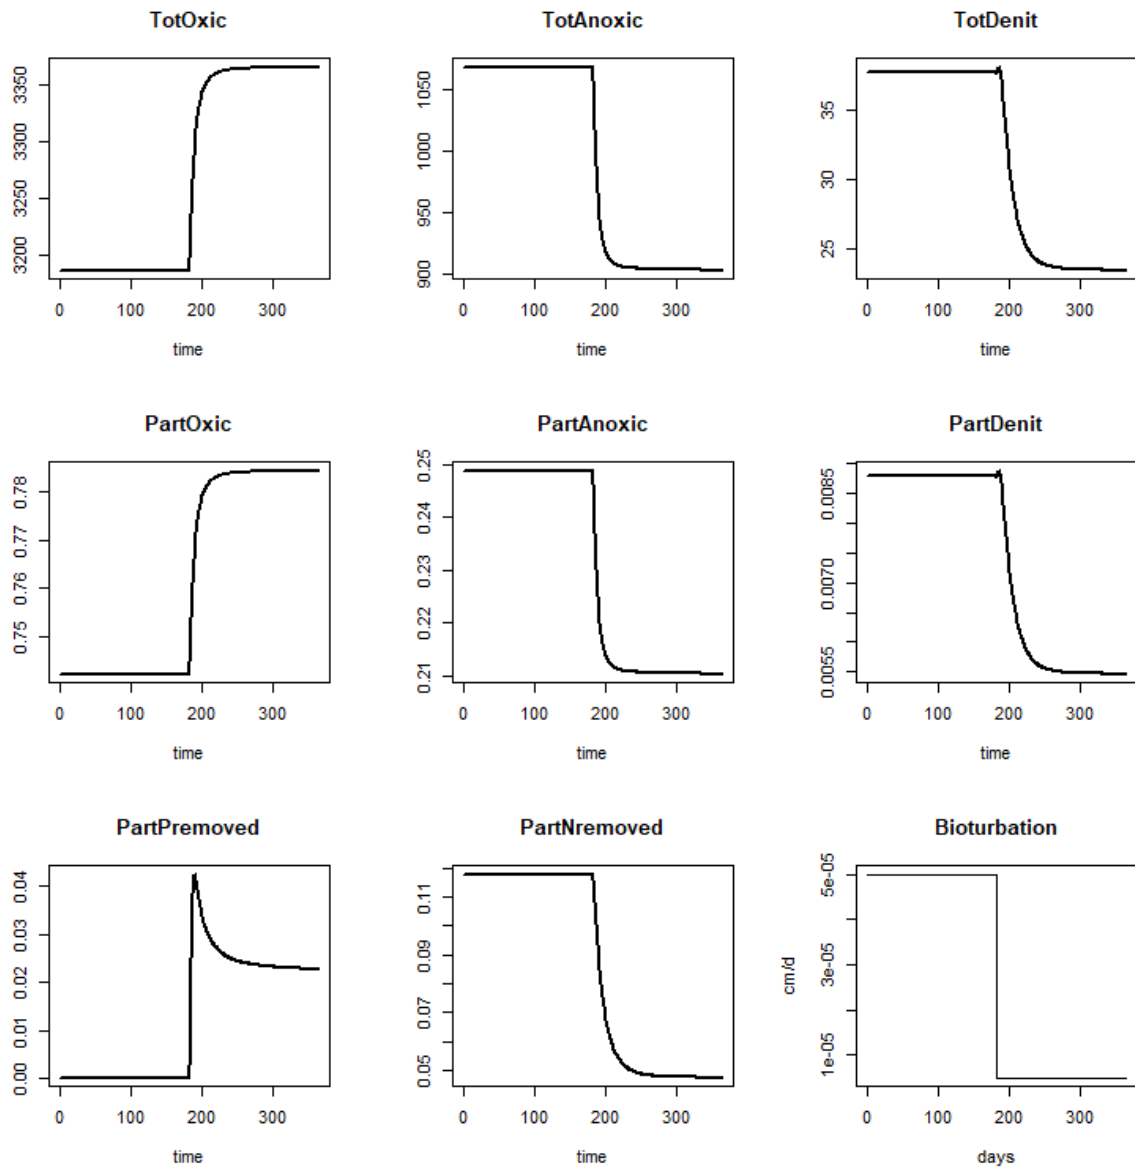 TotOxic TotAnoxic TotDenit
3350
3300
3250
3200
0 100 200 300
time
1050
1000
950
900
0 100 200 300
time
35
30
25
0 100 200 300
time
PartOxic PartAnoxic PartDenit
0.78
0.77
0.76
0.75
0 100 200 300
time
0.25
0.24
0.23
0.22
0.21
0 100 200 300
time
0.0085
0.0070
0.0055
0 100 200 300
time
PartPremoved PartNremoved Bioturbation
0.04
0.03
0.02
0.01
0.00
0 100 200 300
time
0.11
0.09
0.07
0.05
0 100 200 300
time
cm/d
5e-05
3e-05
1e-05
0 100 200 300
days